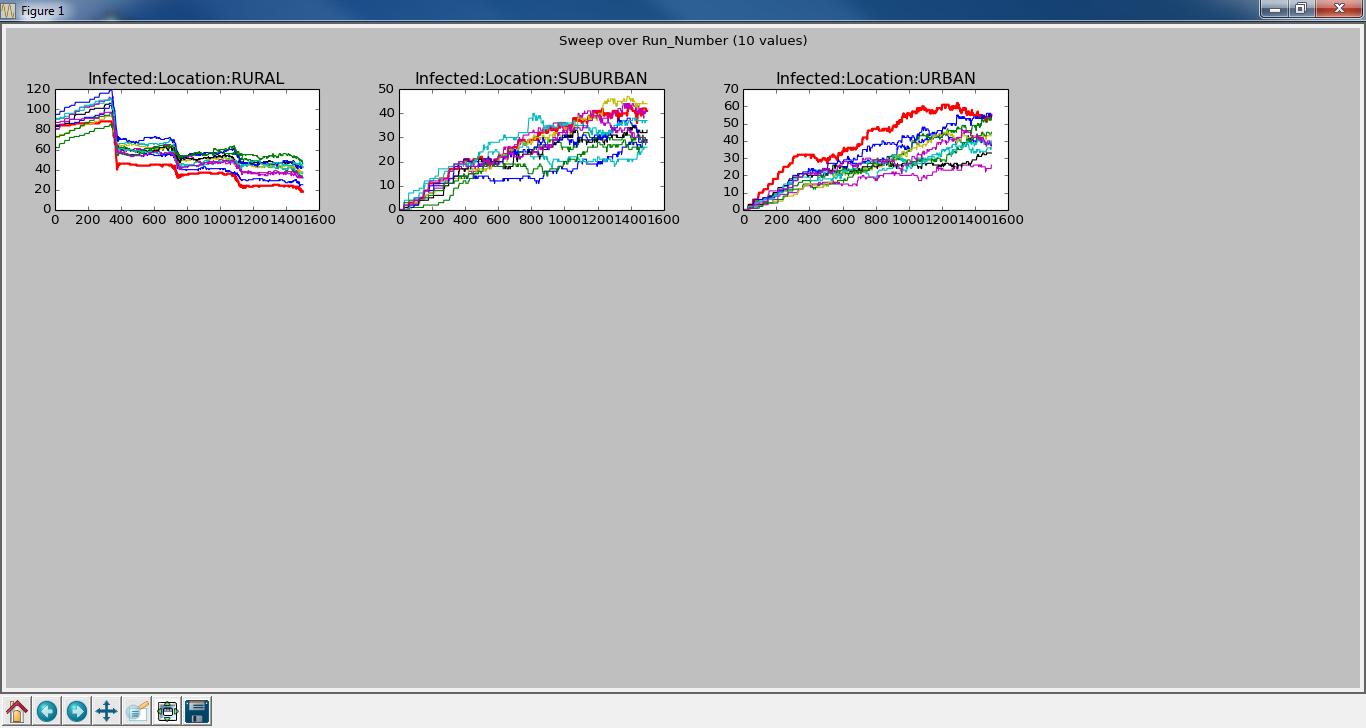 Figure 1
Sweep over Run_Number (10 values)
Infected:Location:RURAL
120
100
80
60
40
20
0
0 200 400 600 800 1000 1200 1400 1600
Infected:Location:SUBURBAN
50
40
30
20
10
0
0 200 400 600 800 1000 1200 1400 1600
Infected:Location:URBAN
70
60
50
40
30
20
10
0
0 200 400 600 800 1000 1200 1400 1600